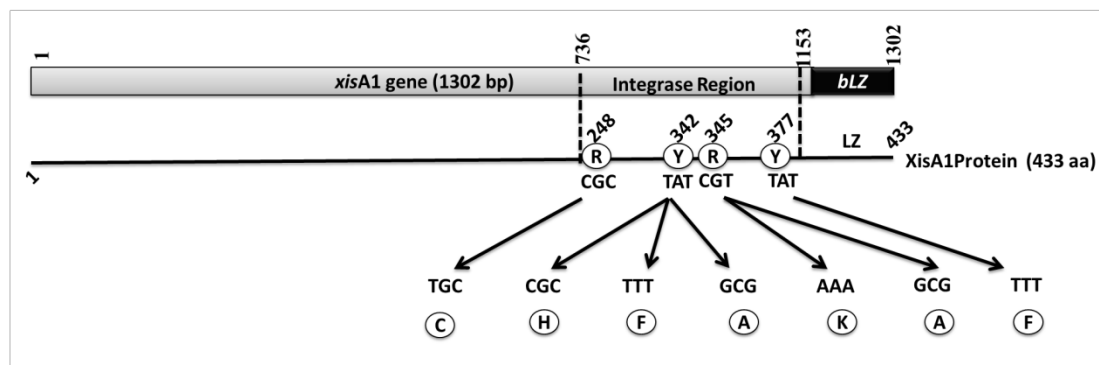 1 736 1153 1302
xisA1 gene (1302 bp) Integrase Region bLZ
248 342 345 377 433
R Y R Y LZ
1 XisA1Protein (433 aa)
CGC TAT CGT TAT
TGC CGC TTT GCG AAA GCG TTT
C H F A K A F